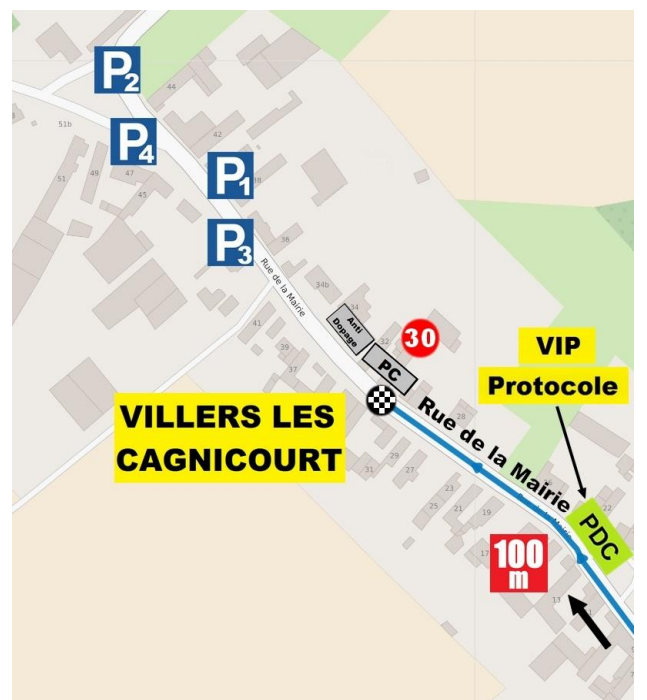 P2
44
P4
42
51b
51
49
47
45
P1
38
P3
36
Rue de la Mairie
34b
34
41
39
37
Anti
Dopage
32
30
PC
VIP
Protocole
VILLERS LES
CAGNICOURT
Rue de la Mairie
28
31
29
27
23
25
21
19
22
PDC
17
100
m
13